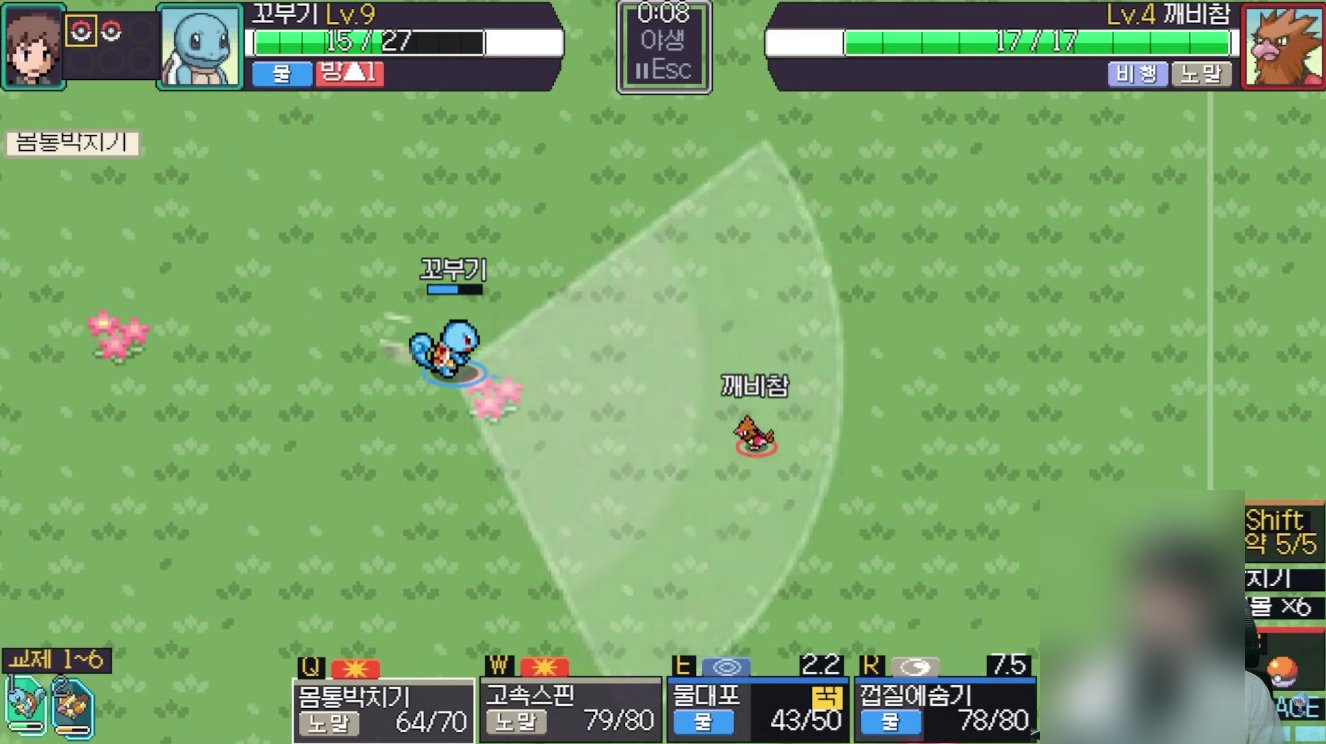 꼬부기 Lv.9
15 / 27
물 방▲1
0:08
야생
Esc
Lv.4 깨비참
17 / 17
비행 노말
몸통박치기
꼬부기
깨비참
Shift
약 5/5
치기
볼 ×6
교체 1~6
1 2
Q
몸통박치기
노말 64/70
W
고속스핀
노말 79/80
E 2.2
물대포
물 43/50
R 7.5
껍질에숨기
물 78/80